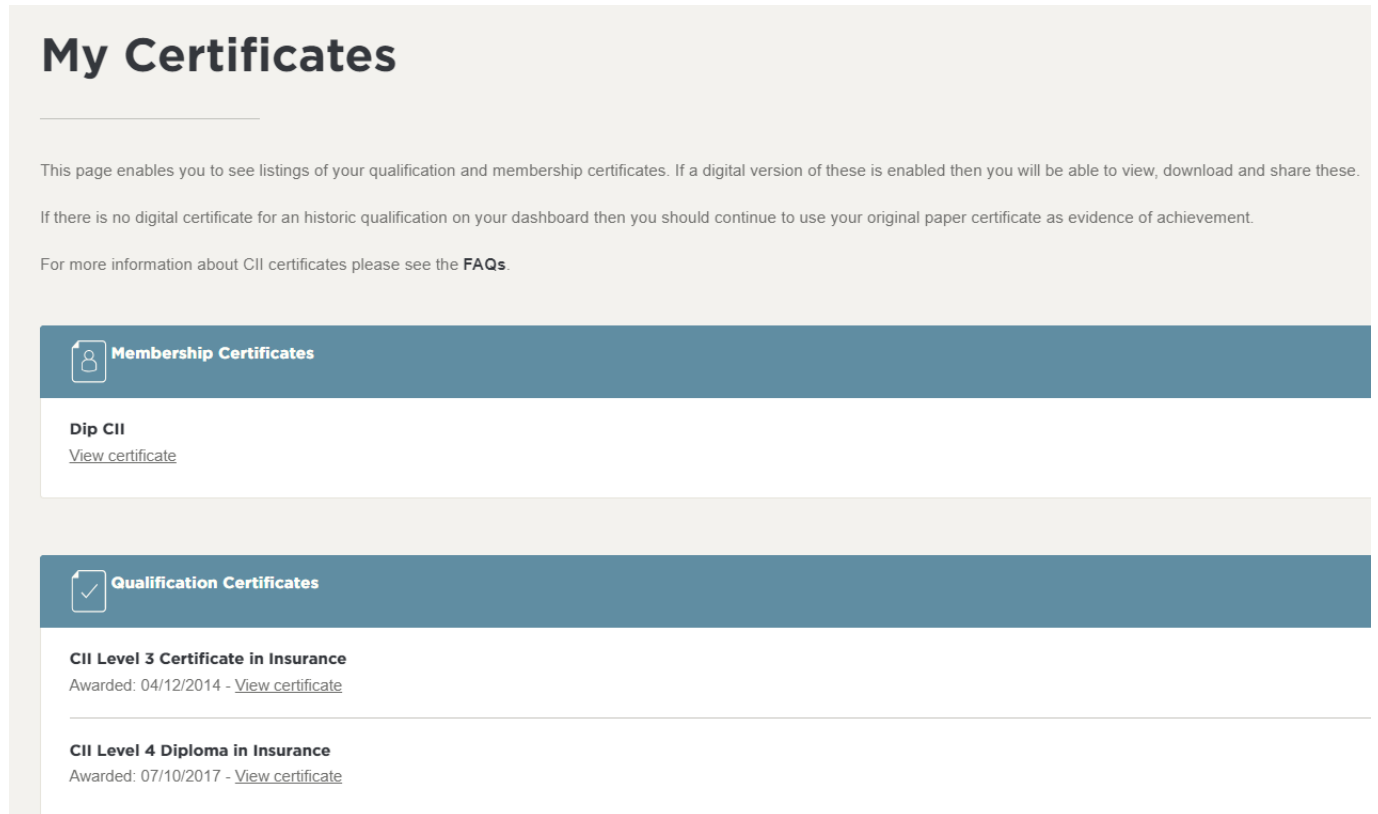 My Certificates
This page enables you to see listings of your qualification and membership certificates. If a digital version of these is enabled then you will be able to view, download and share these.
If there is no digital certificate for an historic qualification on your dashboard then you should continue to use your original paper certificate as evidence of achievement.
For more information about CII certificates please see the FAQs.
Membership Certificates
Dip CII
View certificate
Qualification Certificates
CII Level 3 Certificate in Insurance
Awarded: 04/12/2014 - View certificate
CII Level 4 Diploma in Insurance
Awarded: 07/10/2017 - View certificate